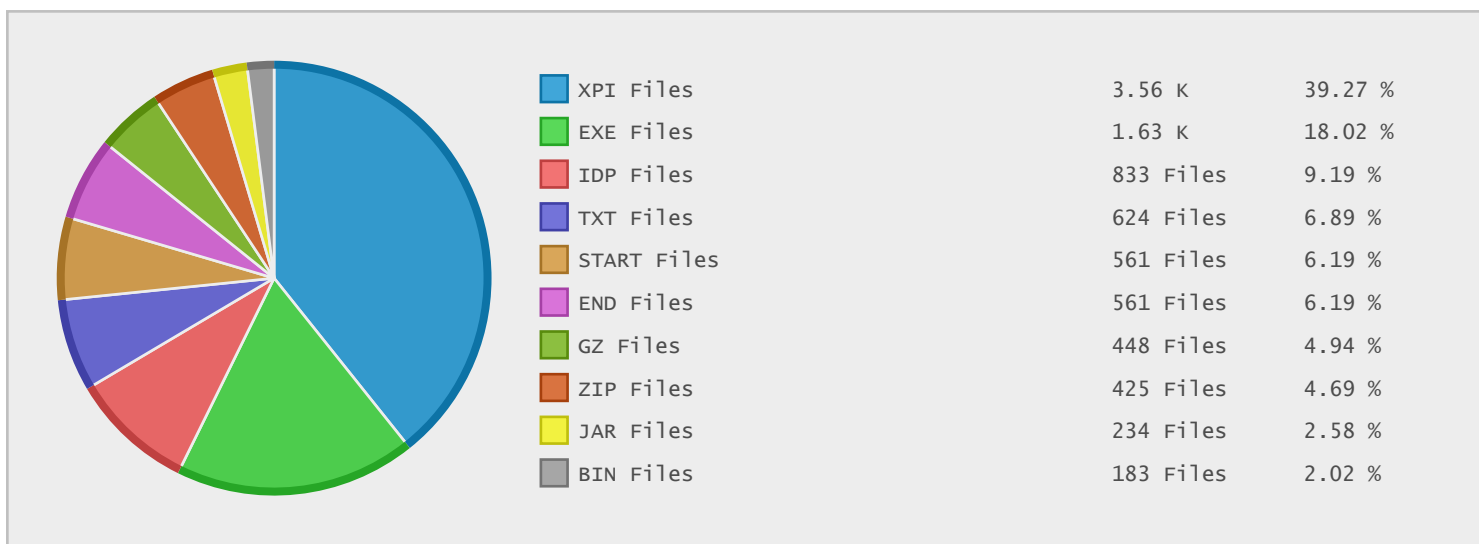 XPI Files 3.56 K 39.27 %
EXE Files 1.63 K 18.02 %
IDP Files 833 Files 9.19 %
TXT Files 624 Files 6.89 %
START Files 561 Files 6.19 %
END Files 561 Files 6.19 %
GZ Files 448 Files 4.94 %
ZIP Files 425 Files 4.69 %
JAR Files 234 Files 2.58 %
BIN Files 183 Files 2.02 %